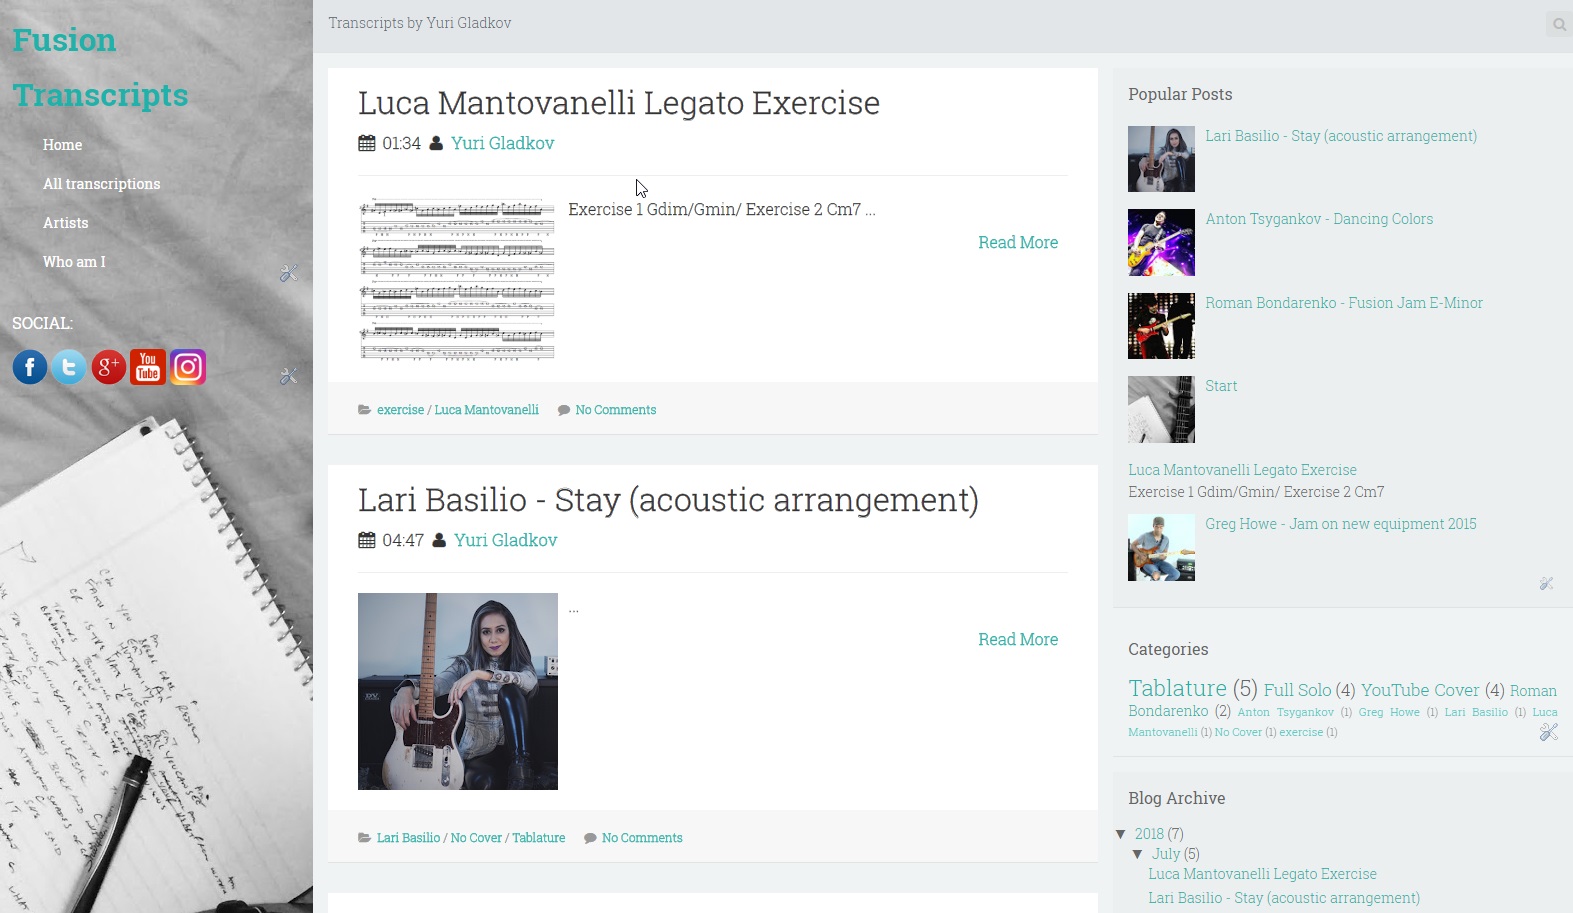 Fusion
Transcripts
Home
All transcriptions
Artists
Who am I
SOCIAL:
f
t
g+
You
Tube
Transcripts by Yuri Gladkov
Luca Mantovanelli Legato Exercise
01:34 Yuri Gladkov
Exercise 1 Gdim/Gmin/ Exercise 2 Cm7 ...
Read More
exercise / Luca Mantovanelli No Comments
Lari Basilio - Stay (acoustic arrangement)
04:47 Yuri Gladkov
...
Read More
Lari Basilio / No Cover / Tablature No Comments
Popular Posts
Lari Basilio - Stay (acoustic arrangement)
Anton Tsygankov - Dancing Colors
Roman Bondarenko - Fusion Jam E-Minor
Start
Luca Mantovanelli Legato Exercise
Exercise 1 Gdim/Gmin/ Exercise 2 Cm7
Greg Howe - Jam on new equipment 2015
Categories
Tablature (5) Full Solo (4) YouTube Cover (4) Roman
Bondarenko (2) Anton Tsygankov (1) Greg Howe (1) Lari Basilio (1) Luca
Mantovanelli (1) No Cover (1) exercise (1)
Blog Archive
▼ 2018 (7)
▼ July (5)
Luca Mantovanelli Legato Exercise
Lari Basilio - Stay (acoustic arrangement)